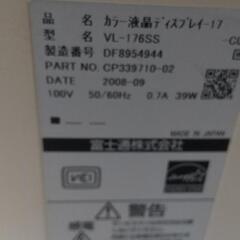 品名 カラー液晶ディスプレイ-17
型名 VL-176SS
製造番号 DF8954944
PART NO. CP339710-02
DATE 2008-09
100V 50/60Hz 0.7A 39W
MADE IN JAPAN
富士通株式会社
警告
感電